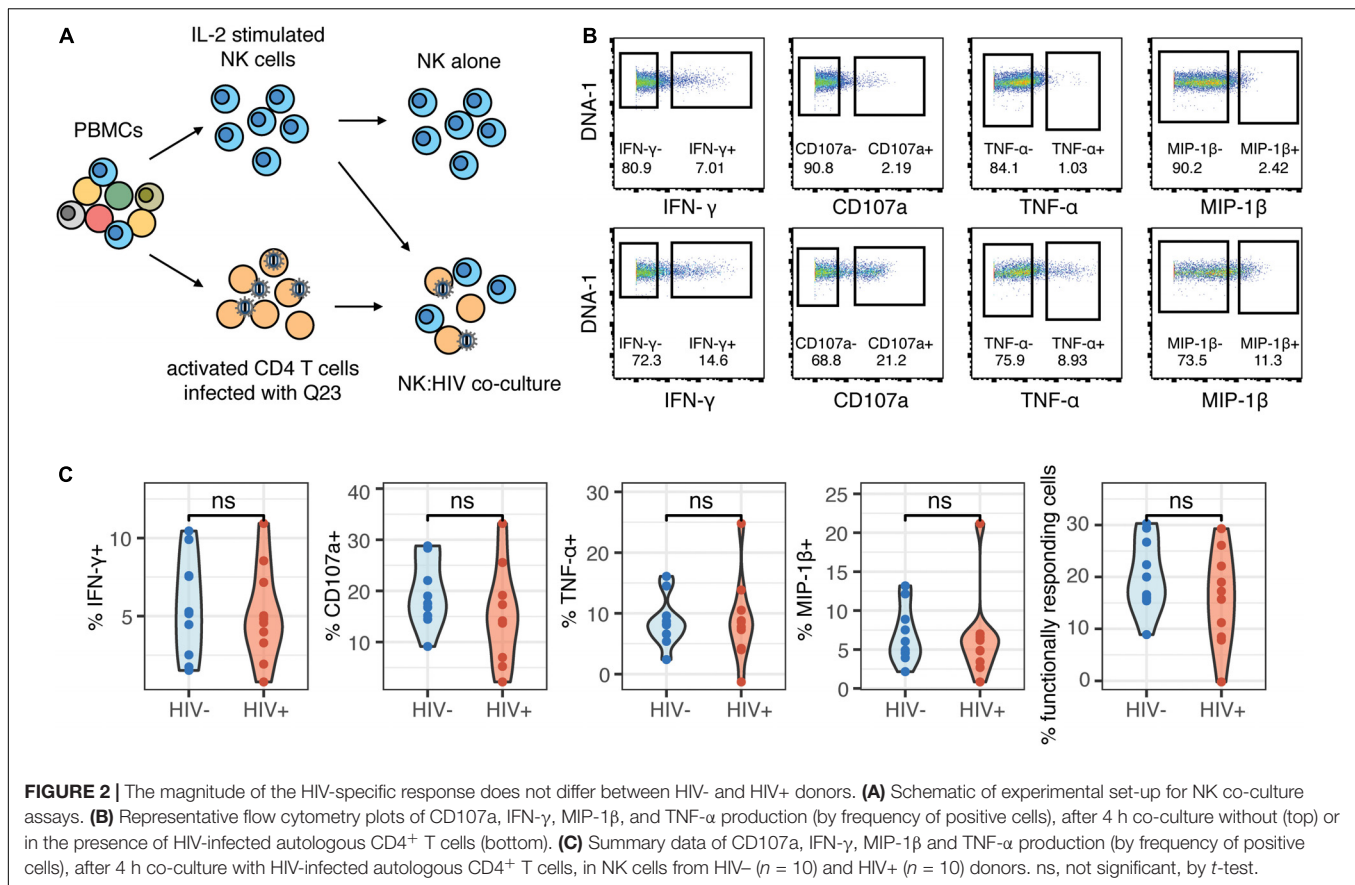 A
IL-2 stimulated
NK cells
NK alone
PBMCs
activated CD4 T cells
infected with Q23
NK:HIV co-culture
B
DNA-1
IFN-γ-
80.9
IFN-γ+
7.01
IFN- γ
CD107a-
90.8
CD107a+
2.19
CD107a
TNF-α-
84.1
TNF-α+
1.03
TNF-α
MIP-1β-
90.2
MIP-1β+
2.42
MIP-1β
DNA-1
IFN-γ-
72.3
IFN-γ+
14.6
IFN-γ
CD107a-
68.8
CD107a+
21.2
CD107a
TNF-α-
75.9
TNF-α+
8.93
TNF-α
MIP-1β-
73.5
MIP-1β+
11.3
MIP-1β
C
% IFN-γ+
10
5
ns
HIV- HIV+
% CD107a+
40
30
20
10
ns
HIV- HIV+
% TNF-α+
30
20
10
0
ns
HIV- HIV+
% MIP-1β+
25
20
15
10
5
0
ns
HIV- HIV+
% functionally responding cells
30
20
10
0
ns
HIV- HIV+
FIGURE 2 | The magnitude of the HIV-specific response does not differ between HIV- and HIV+ donors. (A) Schematic of experimental set-up for NK co-culture
assays. (B) Representative flow cytometry plots of CD107a, IFN-γ, MIP-1β, and TNF-α production (by frequency of positive cells), after 4 h co-culture without (top) or
in the presence of HIV-infected autologous CD4+ T cells (bottom). (C) Summary data of CD107a, IFN-γ, MIP-1β and TNF-α production (by frequency of positive
cells), after 4 h co-culture with HIV-infected autologous CD4+ T cells, in NK cells from HIV– (n = 10) and HIV+ (n = 10) donors. ns, not significant, by t-test.